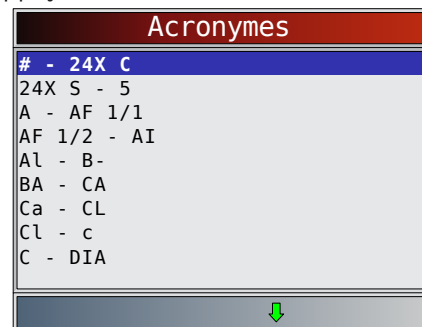 Acronymes
# - 24X C
24X S - 5
A - AF 1/1
AF 1/2 - AI
Al - B-
BA - CA
Ca - CL
Cl - c
C - DIA